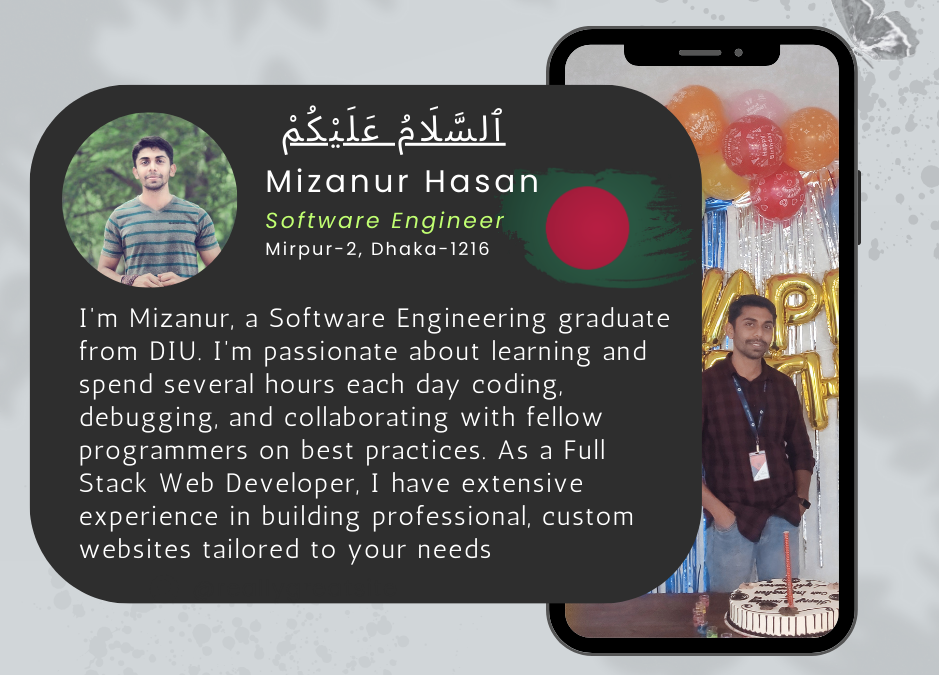 ٱلسَّلَامُ عَلَيْكُمْ
Mizanur Hasan
Software Engineer
Mirpur-2, Dhaka-1216
I'm Mizanur, a Software Engineering graduate
from DIU. I'm passionate about learning and
spend several hours each day coding,
debugging, and collaborating with fellow
programmers on best practices. As a Full
Stack Web Developer, I have extensive
experience in building professional, custom
websites tailored to your needs